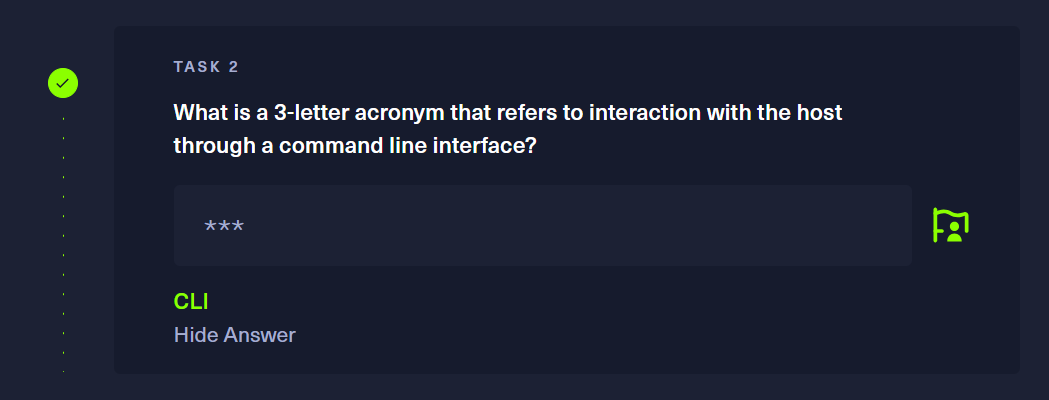 TASK 2
What is a 3-letter acronym that refers to interaction with the host
through a command line interface?
***
CLI
Hide Answer